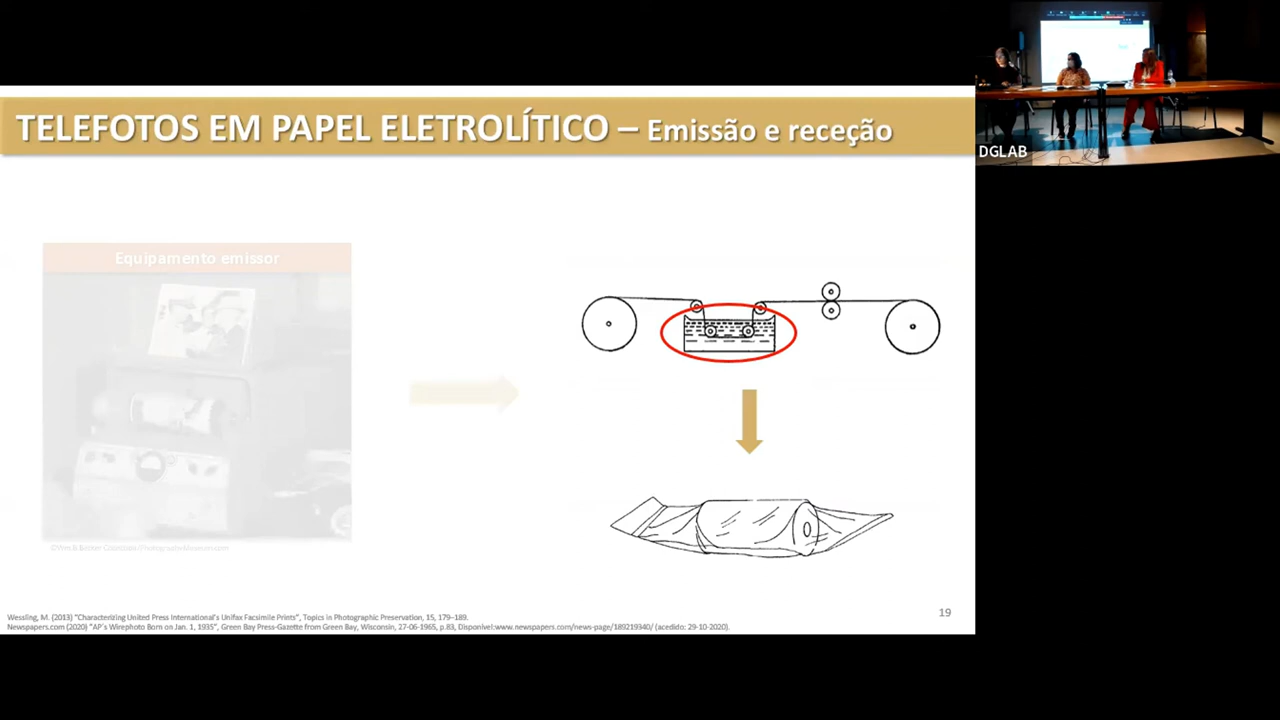 TELEFOTOS EM PAPEL ELETROLÍTICO – Emissão e receção
DGLAB
Equipamento emissor
Wessling, M. (2013) "Characterizing United Press International's Unifax Facsimile Prints", Topics in Photographic Preservation, 15, 179–189.
Newspapers.com (2020) "AP´s Wirephoto Born on Jan. 1, 1935", Green Bay Press-Gazette from Green Bay, Wisconsin, 27-06-1965, p.83, Disponível:www.newspapers.com/news-page/189219340/ (acedido: 29-10-2020).
19